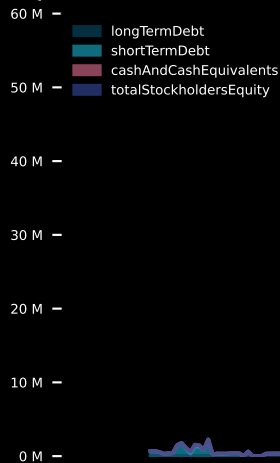 60 M
longTermDebt
shortTermDebt
cashAndCashEquivalents
totalStockholdersEquity
50 M
40 M
30 M
20 M
10 M
0 M